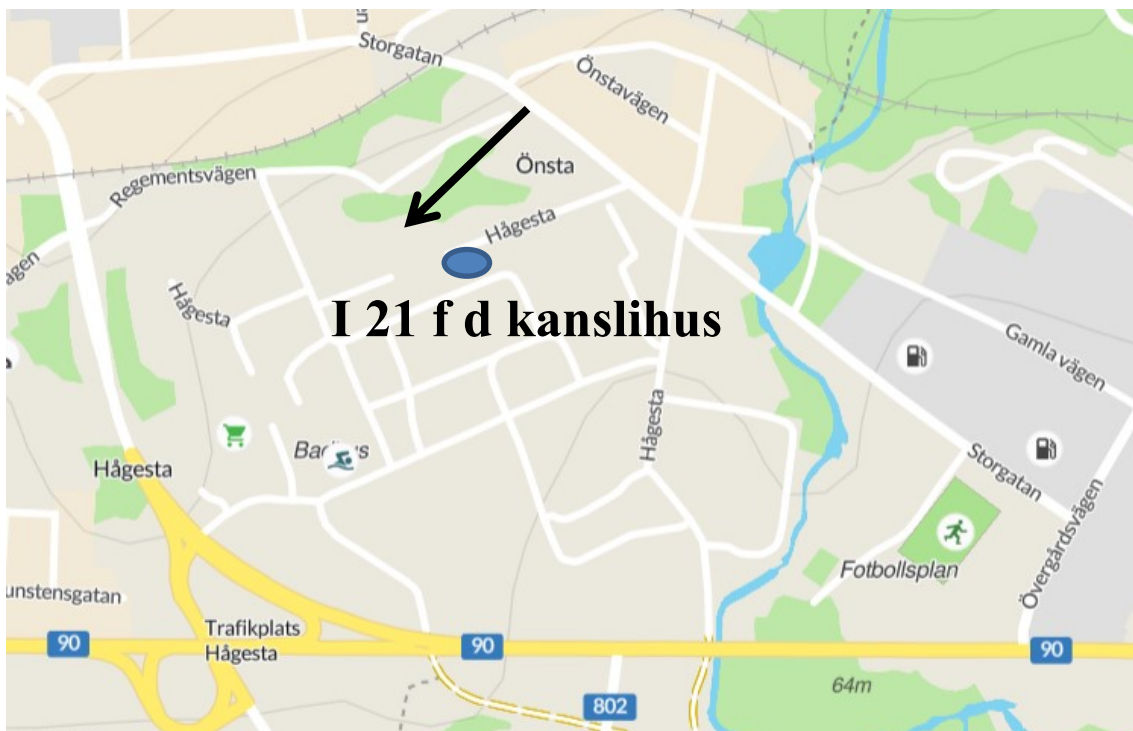 Storgatan
Önstavägen
Önsta
Regementsvägen
Hågesta
Hågesta
I 21 f d kanslihus
Gamla vägen
Hågesta
Hågesta
Storgatan
Övergårdsvägen
Fotbollsplan
unstensgatan
Trafikplats
Hågesta
90
90
90
64m
802